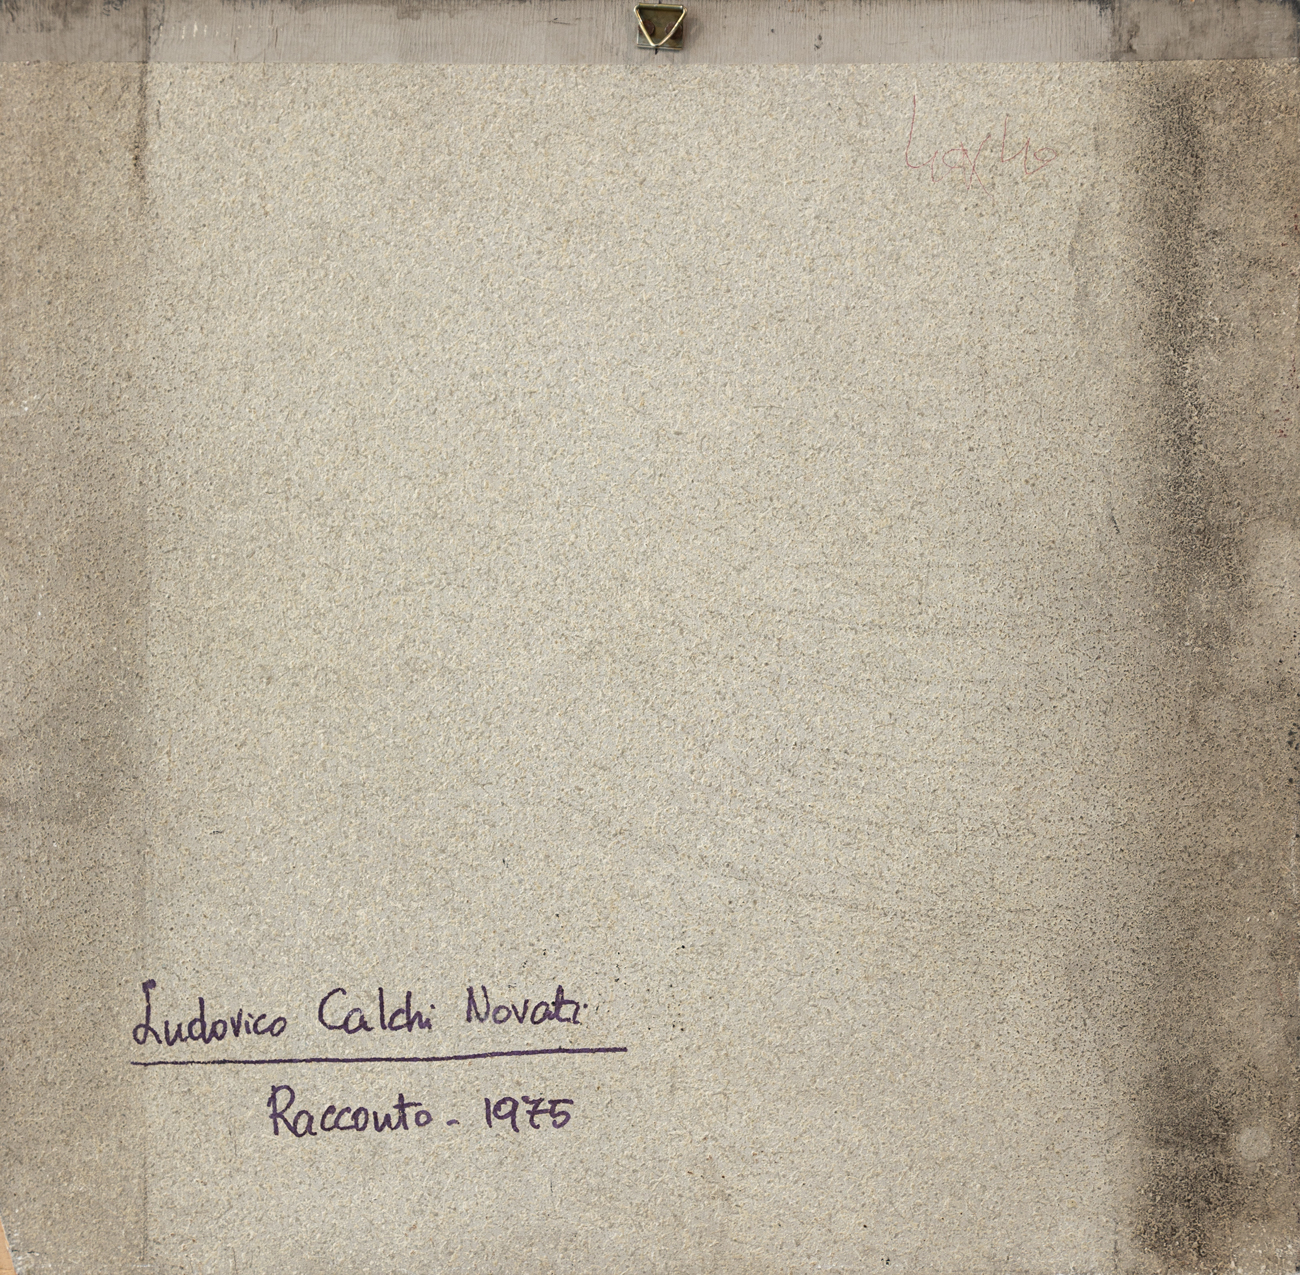 Ludovico Calchi Novati
Racconto - 1975